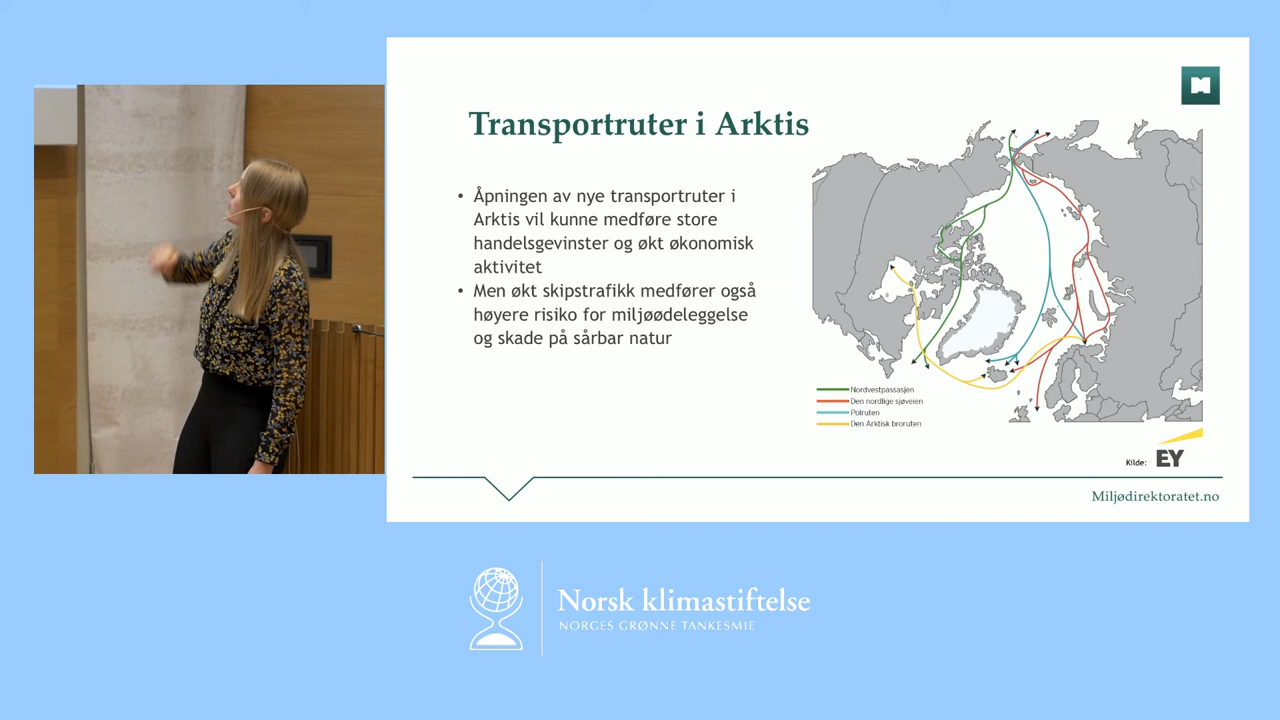 Transportruter i Arktis
• Åpningen av nye transportruter i
Arktis vil kunne medføre store
handelsgevinster og økt økonomisk
aktivitet
• Men økt skipstrafikk medfører også
høyere risiko for miljøødeleggelse
og skade på sårbar natur
Nordvestpassasjen
Den nordlige sjøveien
Polruten
Den Arktisk broruten
Kilde: EY
Miljødirektoratet.no
Norsk klimastiftelse
NORGES GRØNNE TANKESMIE